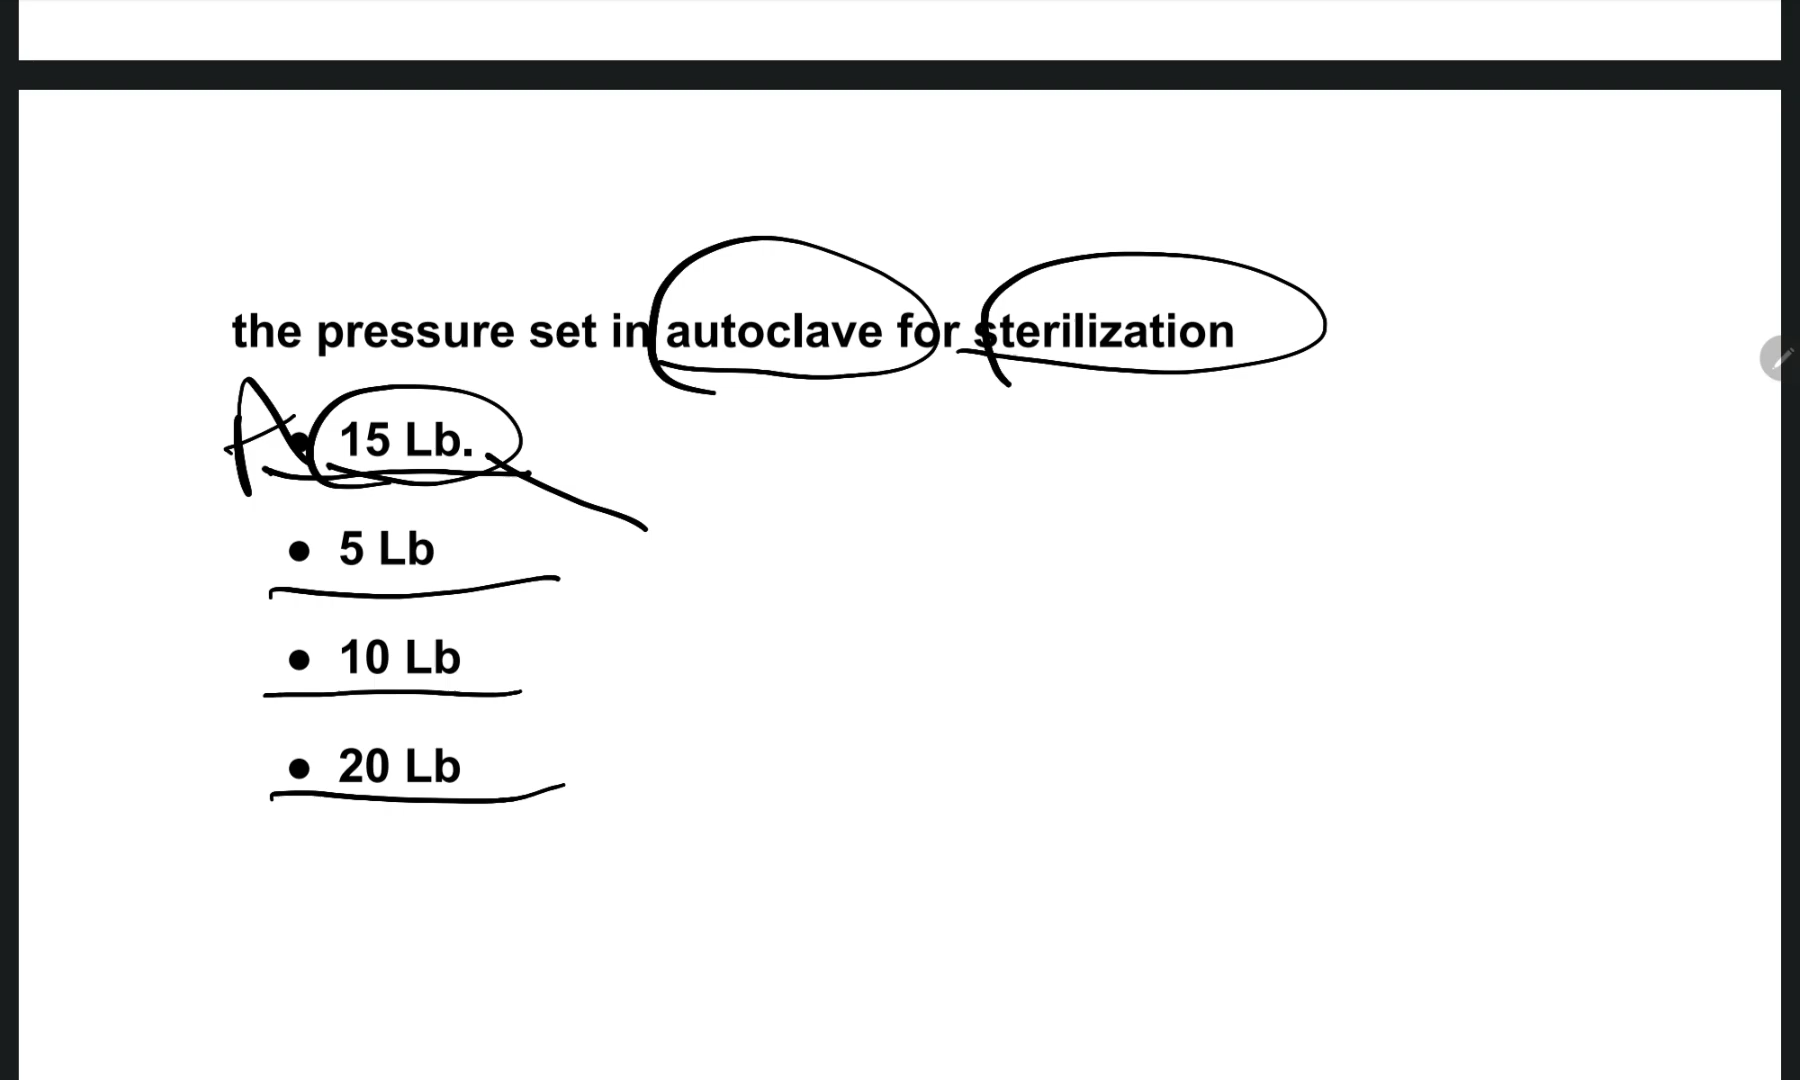 the pressure set in autoclave for sterilization
A
● 15 Lb.
● 5 Lb
● 10 Lb
● 20 Lb